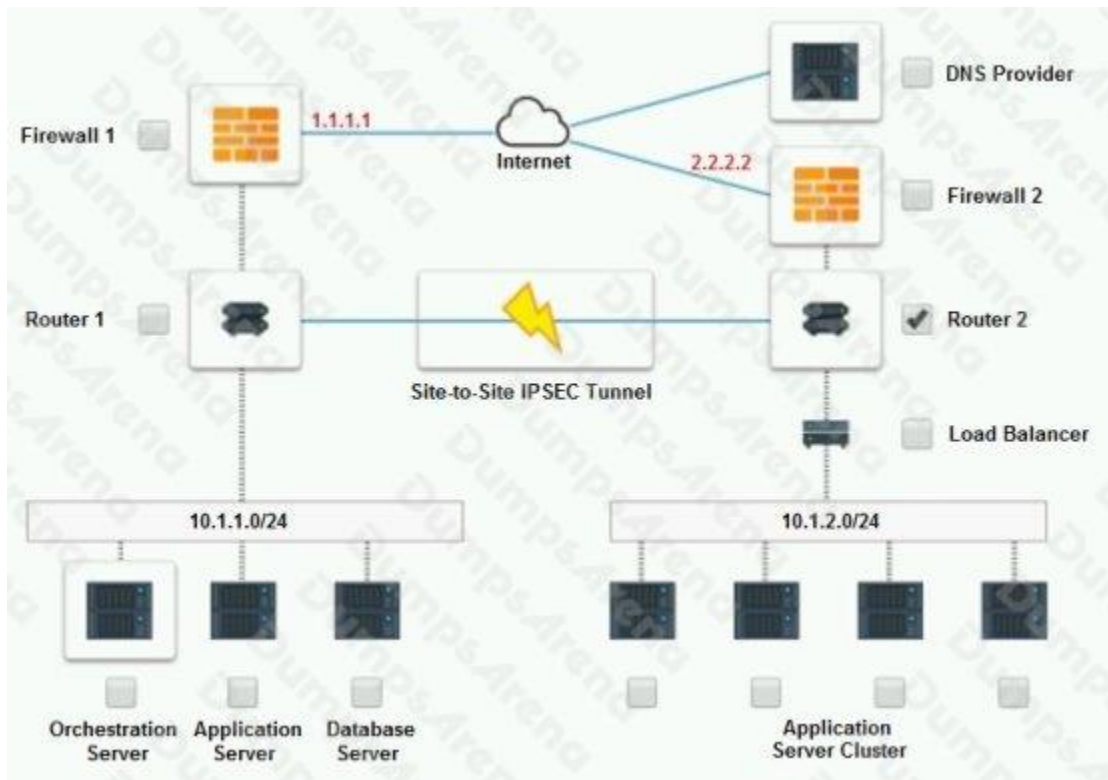 DNS Provider
Firewall 1
1.1.1.1
Internet
2.2.2.2
Firewall 2
Router 1
Router 2
Site-to-Site IPSEC Tunnel
Load Balancer
10.1.1.0/24
10.1.2.0/24
Orchestration
Server
Application
Server
Database
Server
Application
Server Cluster
DumpsArena